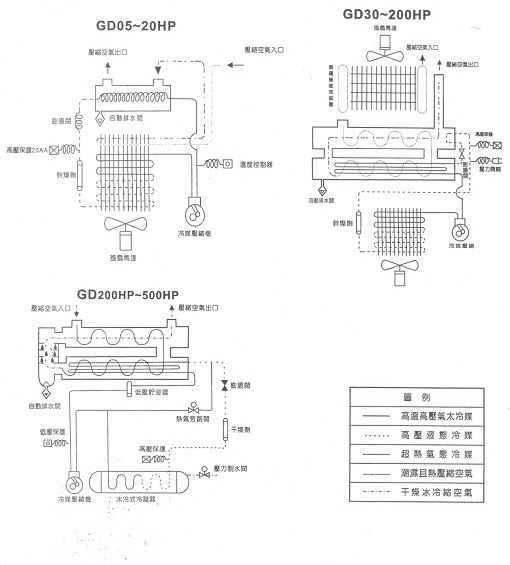 GD05~20HP
壓縮空氣出口
壓縮空氣入口
膨脹閥
自動排水閥
高壓保護20AA
乾燥劑
溫度控制器
冷媒壓縮機
風扇馬達
GD30~200HP
風扇馬達
壓縮空氣入口
壓縮空氣出口
高壓保護
壓力開關
膨脹閥
自動排水閥
乾燥劑
冷媒壓縮
GD200HP~500HP
壓縮空氣入口
壓縮空氣出口
膨脹閥
低壓貯液器
自動排水閥
熱氣旁路閥
干燥劑
低壓保護
高壓保護
壓力制水閥
冷媒壓縮機
水冷式冷凝器
圖 例
高溫高壓氣太冷媒
高壓液態冷媒
超熱氣態冷媒
潮濕且熱壓縮空氣
干燥冰冷縮空氣